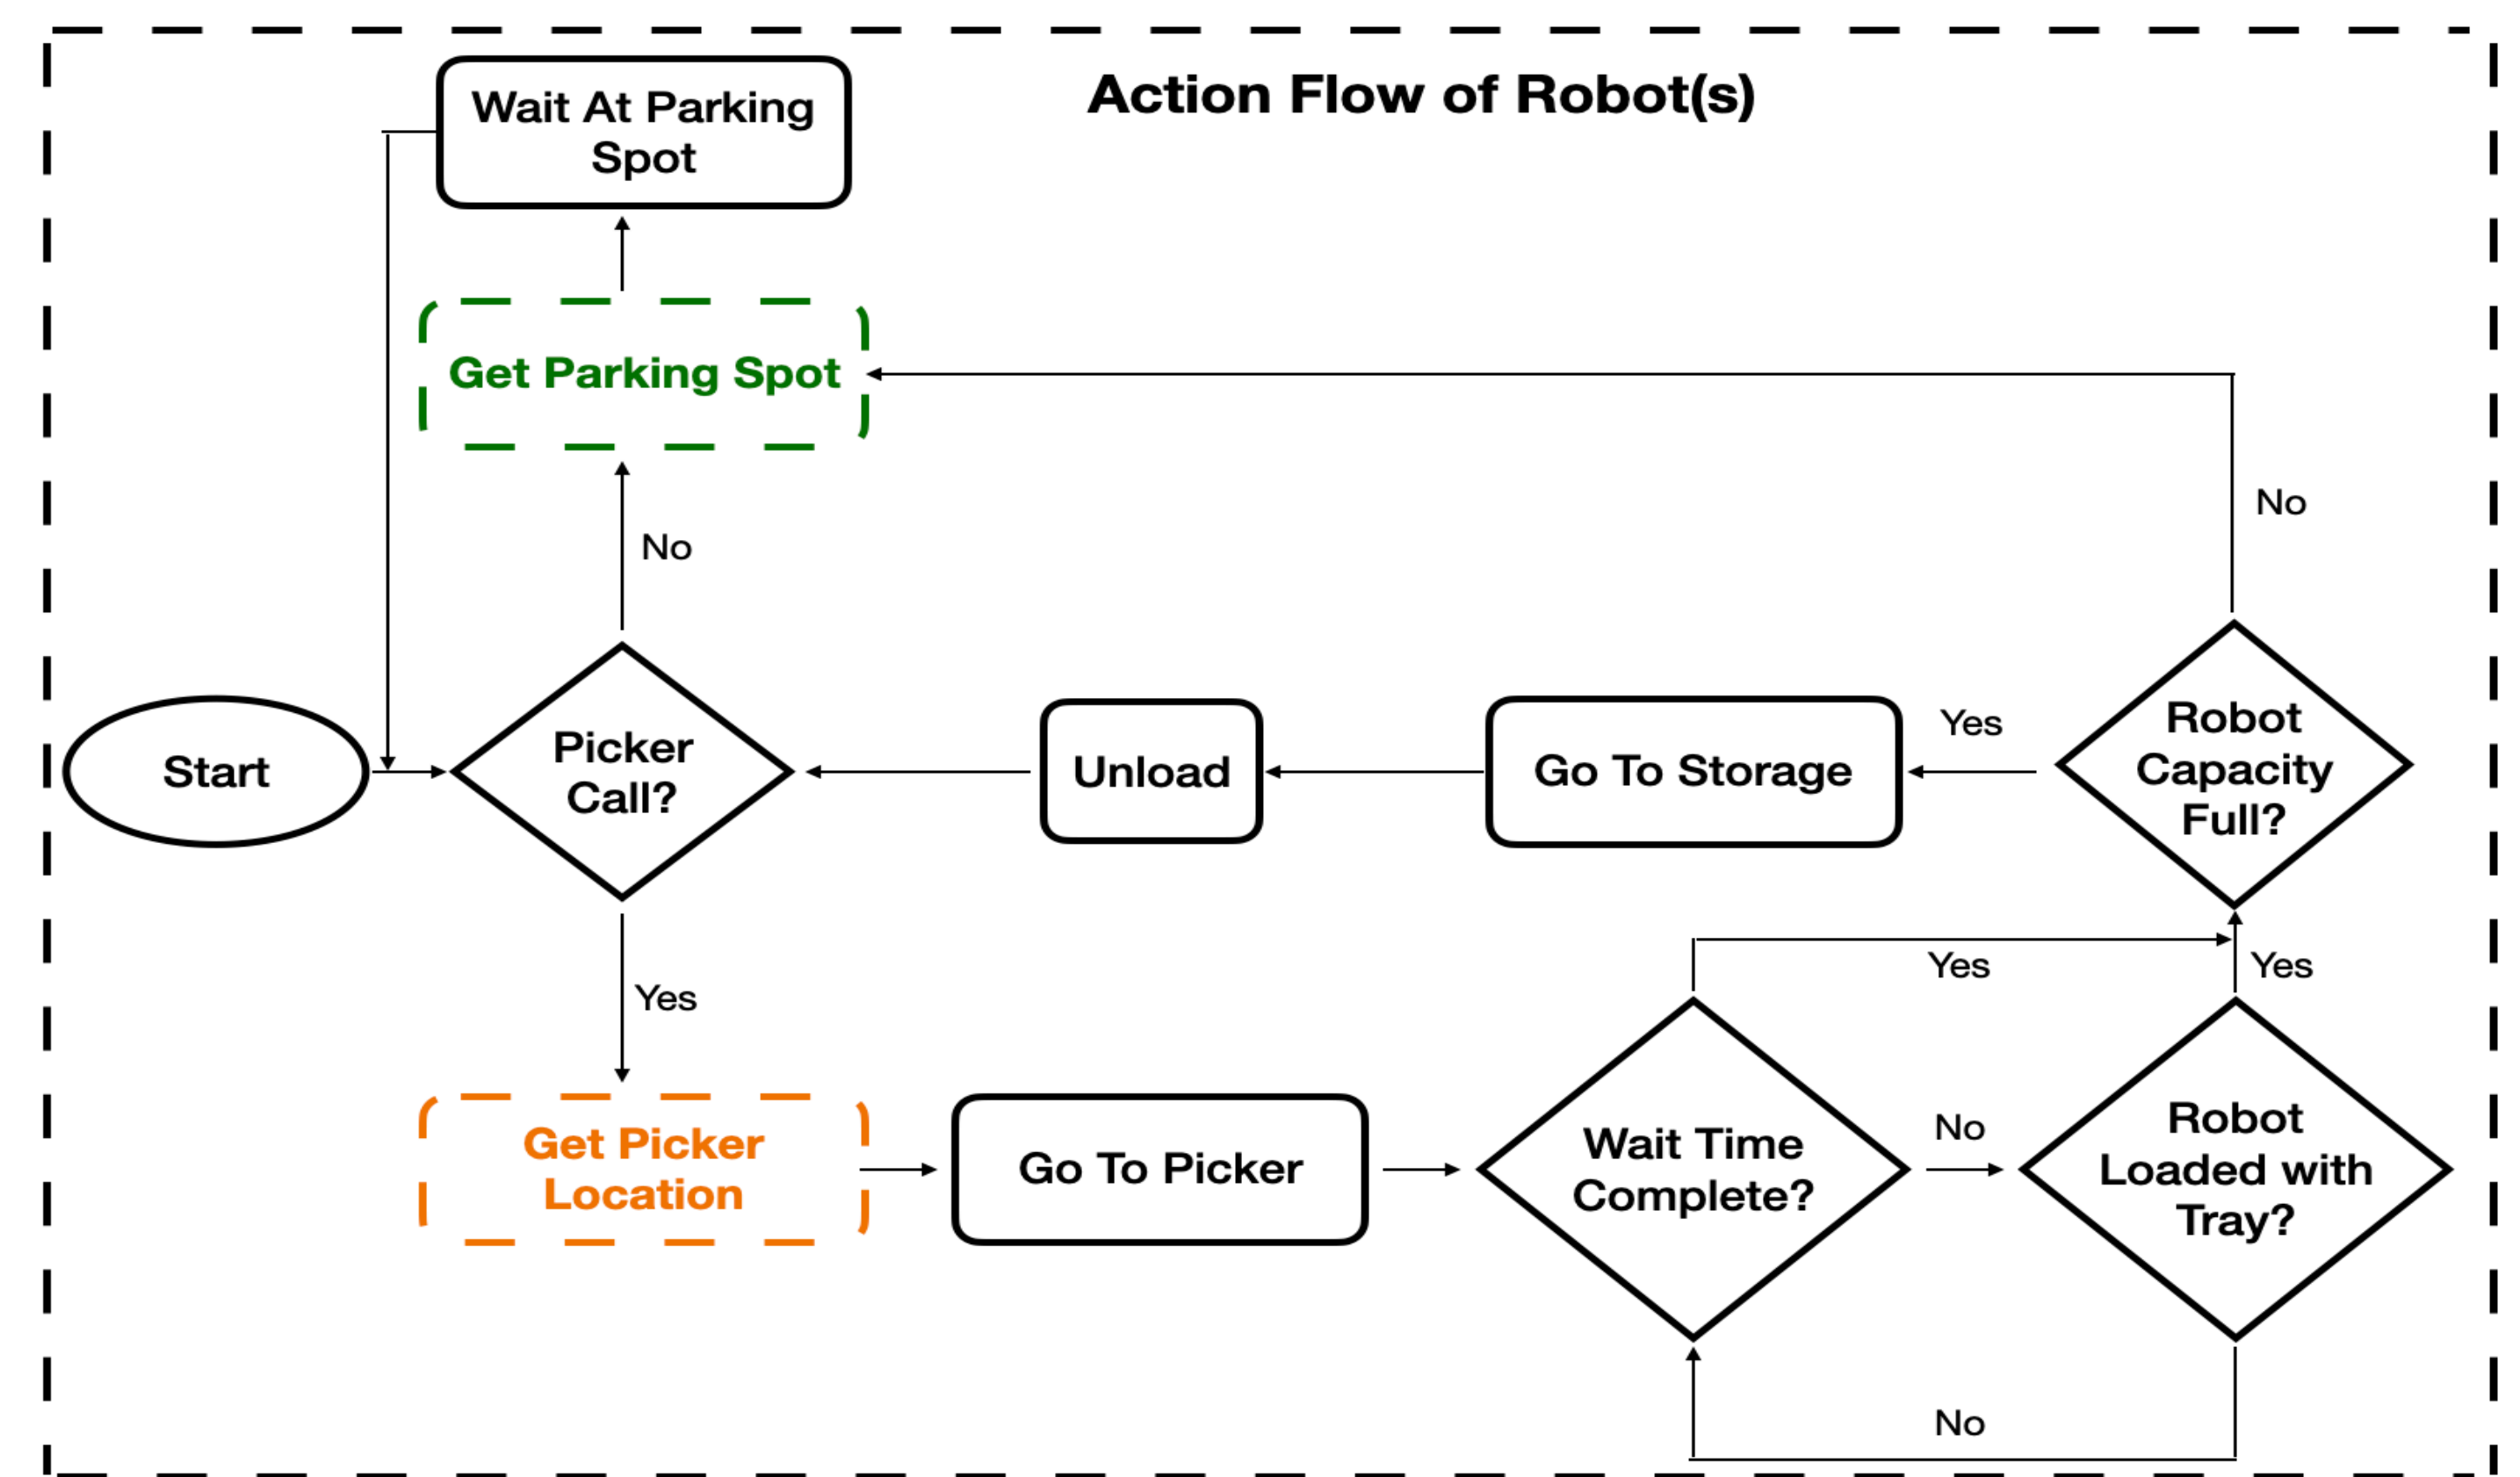 Action Flow of Robot(s)
Wait At Parking
Spot
Get Parking Spot
No
No
Start
Picker
Call?
Unload
Go To Storage
Yes
Robot
Capacity
Full?
Yes
Yes
Yes
Get Picker
Location
Go To Picker
Wait Time
Complete?
No
Robot
Loaded with
Tray?
No